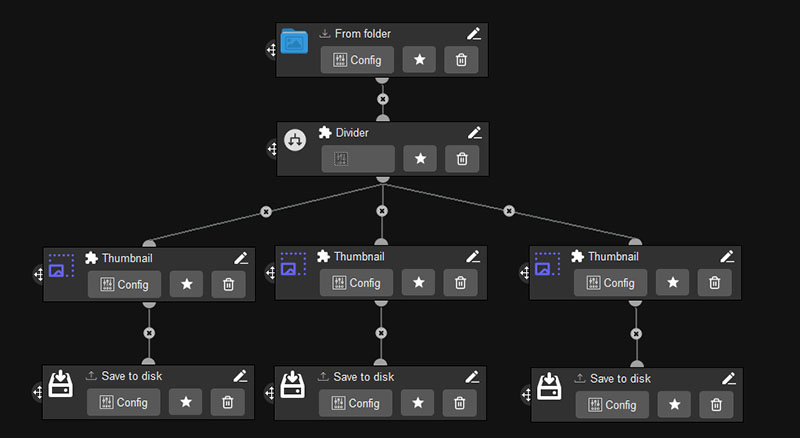 From folder
Config
Divider
Thumbnail
Config
Thumbnail
Config
Thumbnail
Config
Save to disk
Config
Save to disk
Config
Save to disk
Config